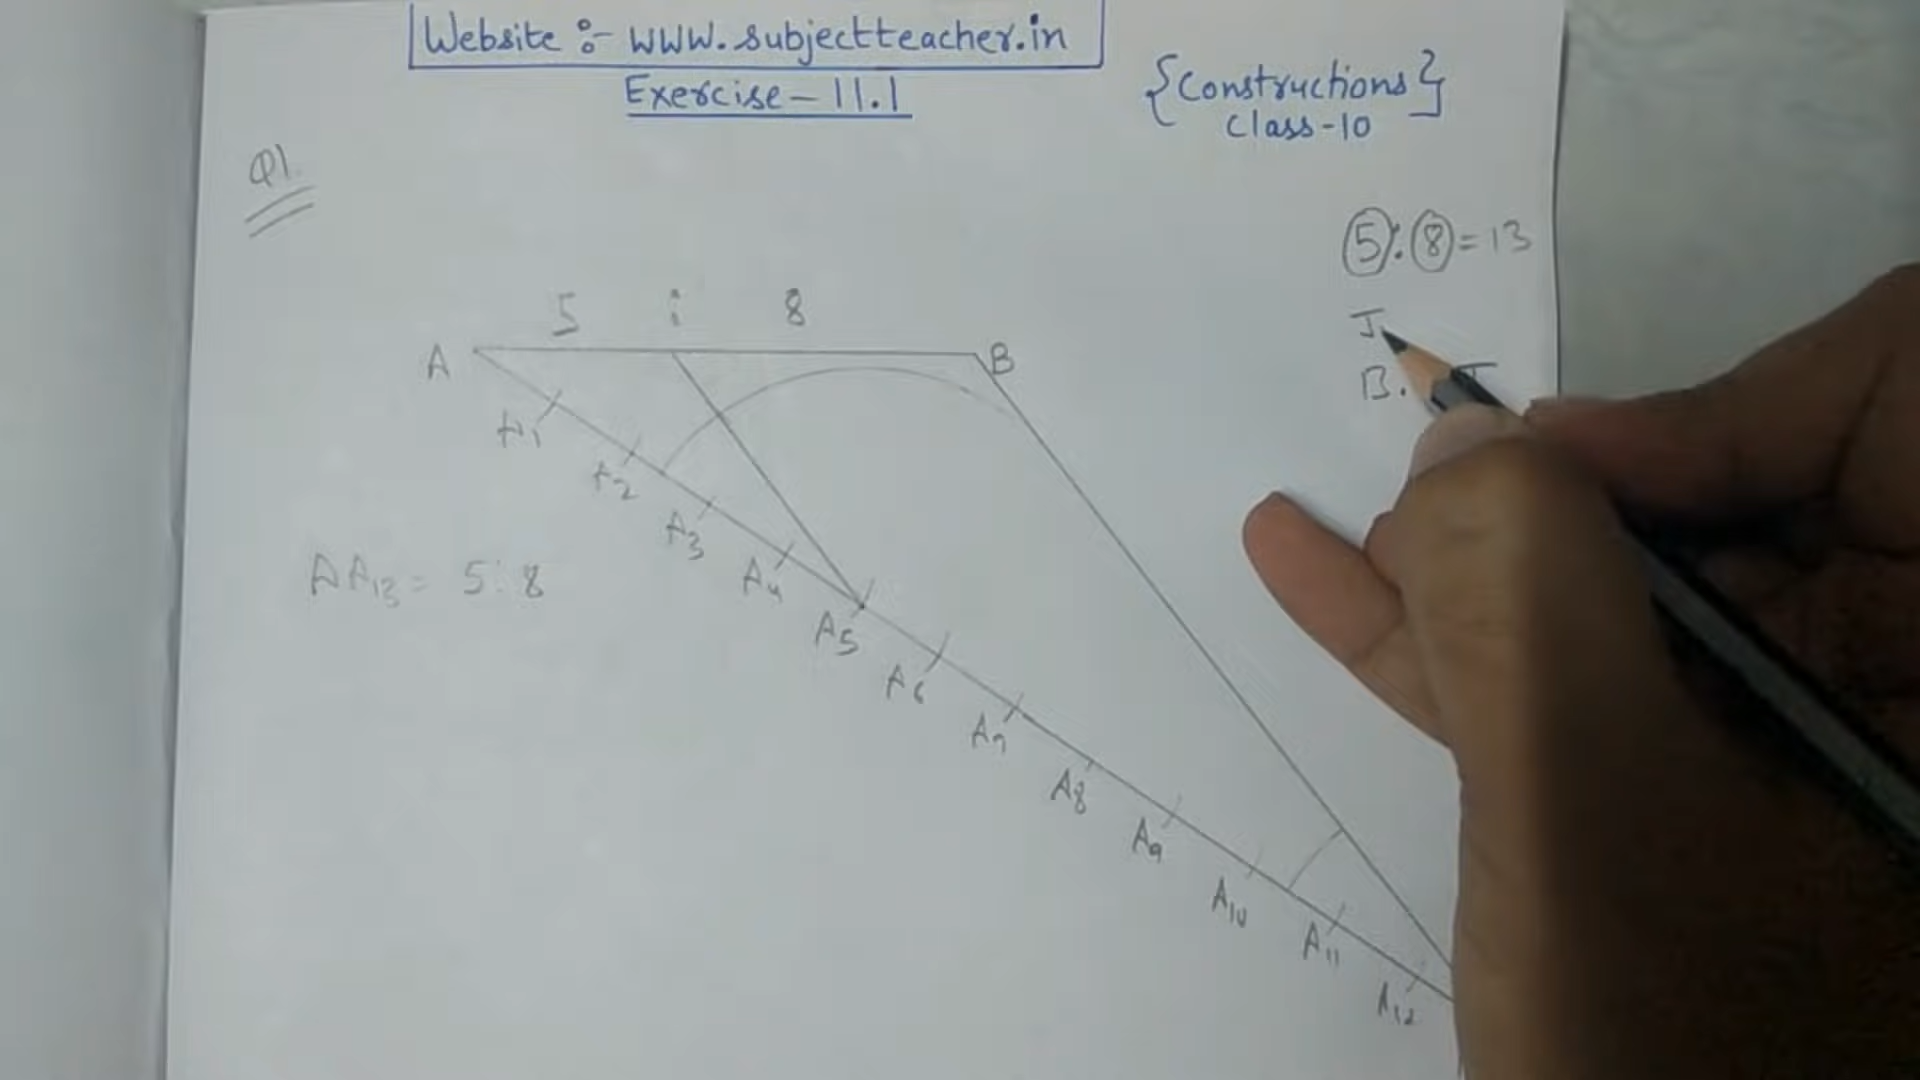 Website :- www.subjectteacher.in
Exercise - 11.1
{Constructions}
Class-10
Q1.
5:8=13
5 : 8
A
B
A1
A2
A3
A4
A5
A6
A7
A8
A9
A10
A11
A12
AA13 = 5:8
B.